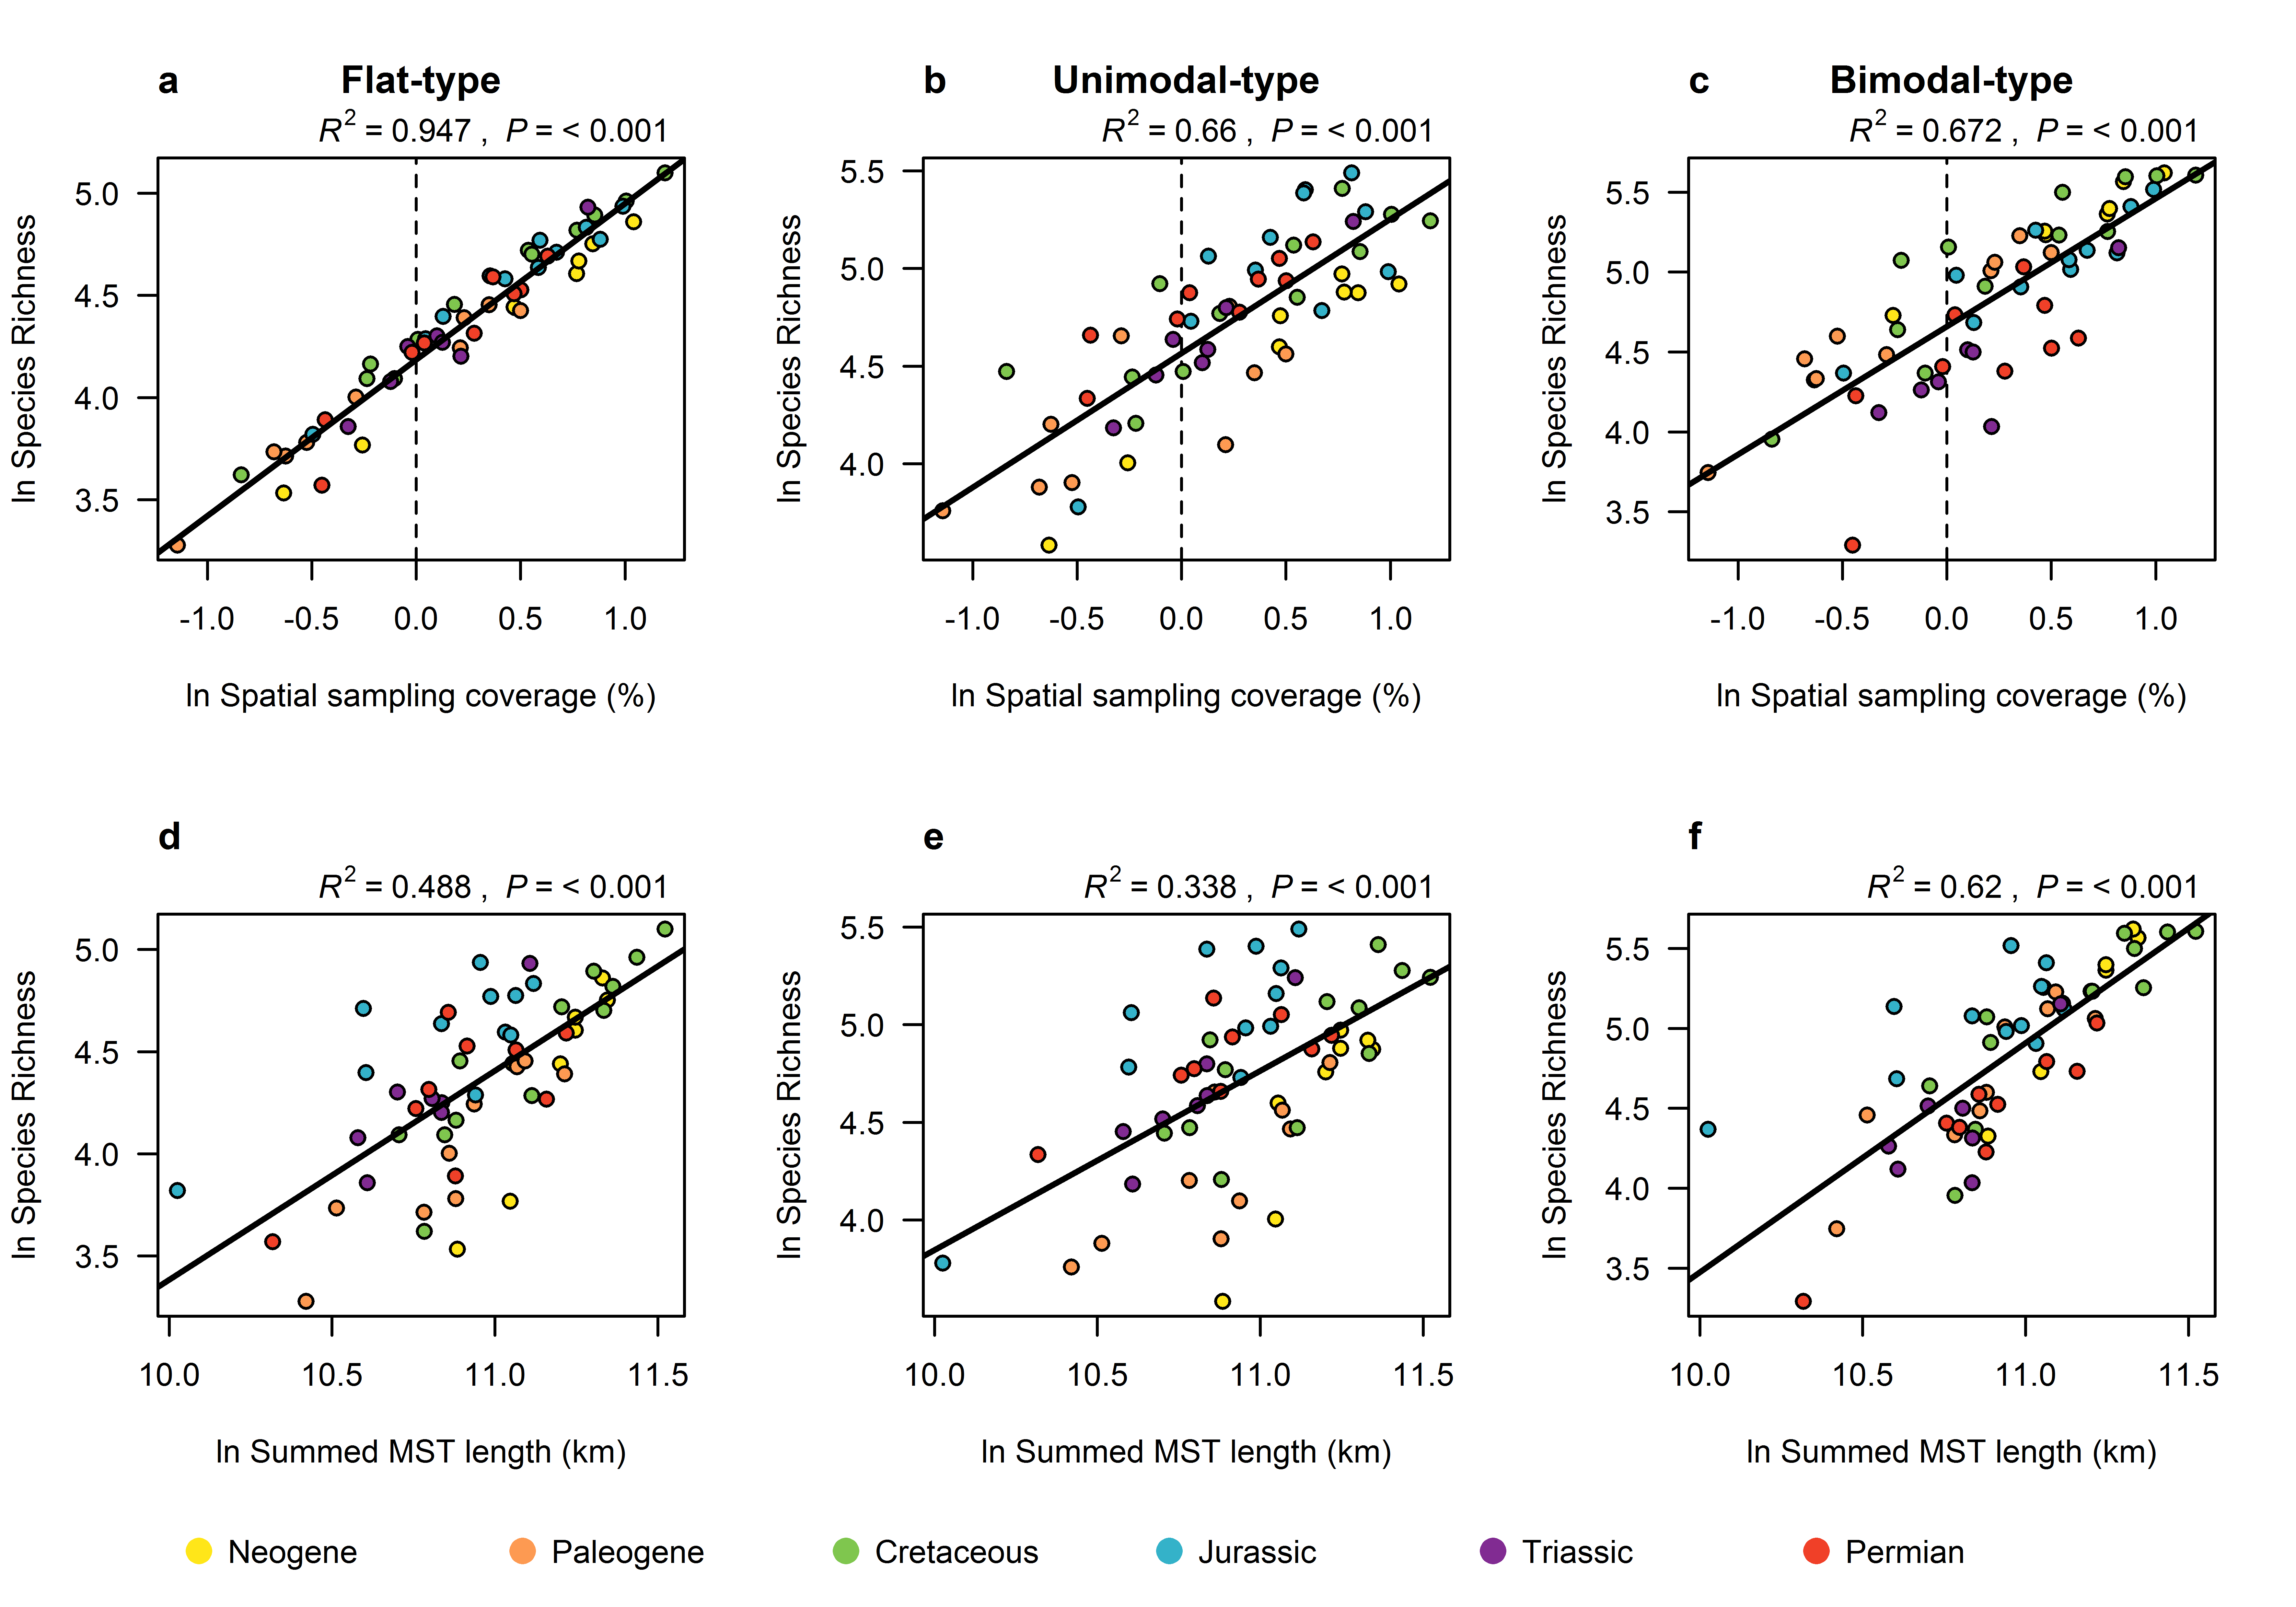 a Flat-type
R2 = 0.947 , P = < 0.001
5.0
4.5
4.0
3.5
ln Species Richness
-1.0 -0.5 0.0 0.5 1.0
ln Spatial sampling coverage (%)
b Unimodal-type
R2 = 0.66 , P = < 0.001
5.5
5.0
4.5
4.0
ln Species Richness
-1.0 -0.5 0.0 0.5 1.0
ln Spatial sampling coverage (%)
c Bimodal-type
R2 = 0.672 , P = < 0.001
5.5
5.0
4.5
4.0
3.5
ln Species Richness
-1.0 -0.5 0.0 0.5 1.0
ln Spatial sampling coverage (%)
d
R2 = 0.488 , P = < 0.001
5.0
4.5
4.0
3.5
ln Species Richness
10.0 10.5 11.0 11.5
ln Summed MST length (km)
e
R2 = 0.338 , P = < 0.001
5.5
5.0
4.5
4.0
ln Species Richness
10.0 10.5 11.0 11.5
ln Summed MST length (km)
f
R2 = 0.62 , P = < 0.001
5.5
5.0
4.5
4.0
3.5
ln Species Richness
10.0 10.5 11.0 11.5
ln Summed MST length (km)
Neogene Paleogene Cretaceous Jurassic Triassic Permian